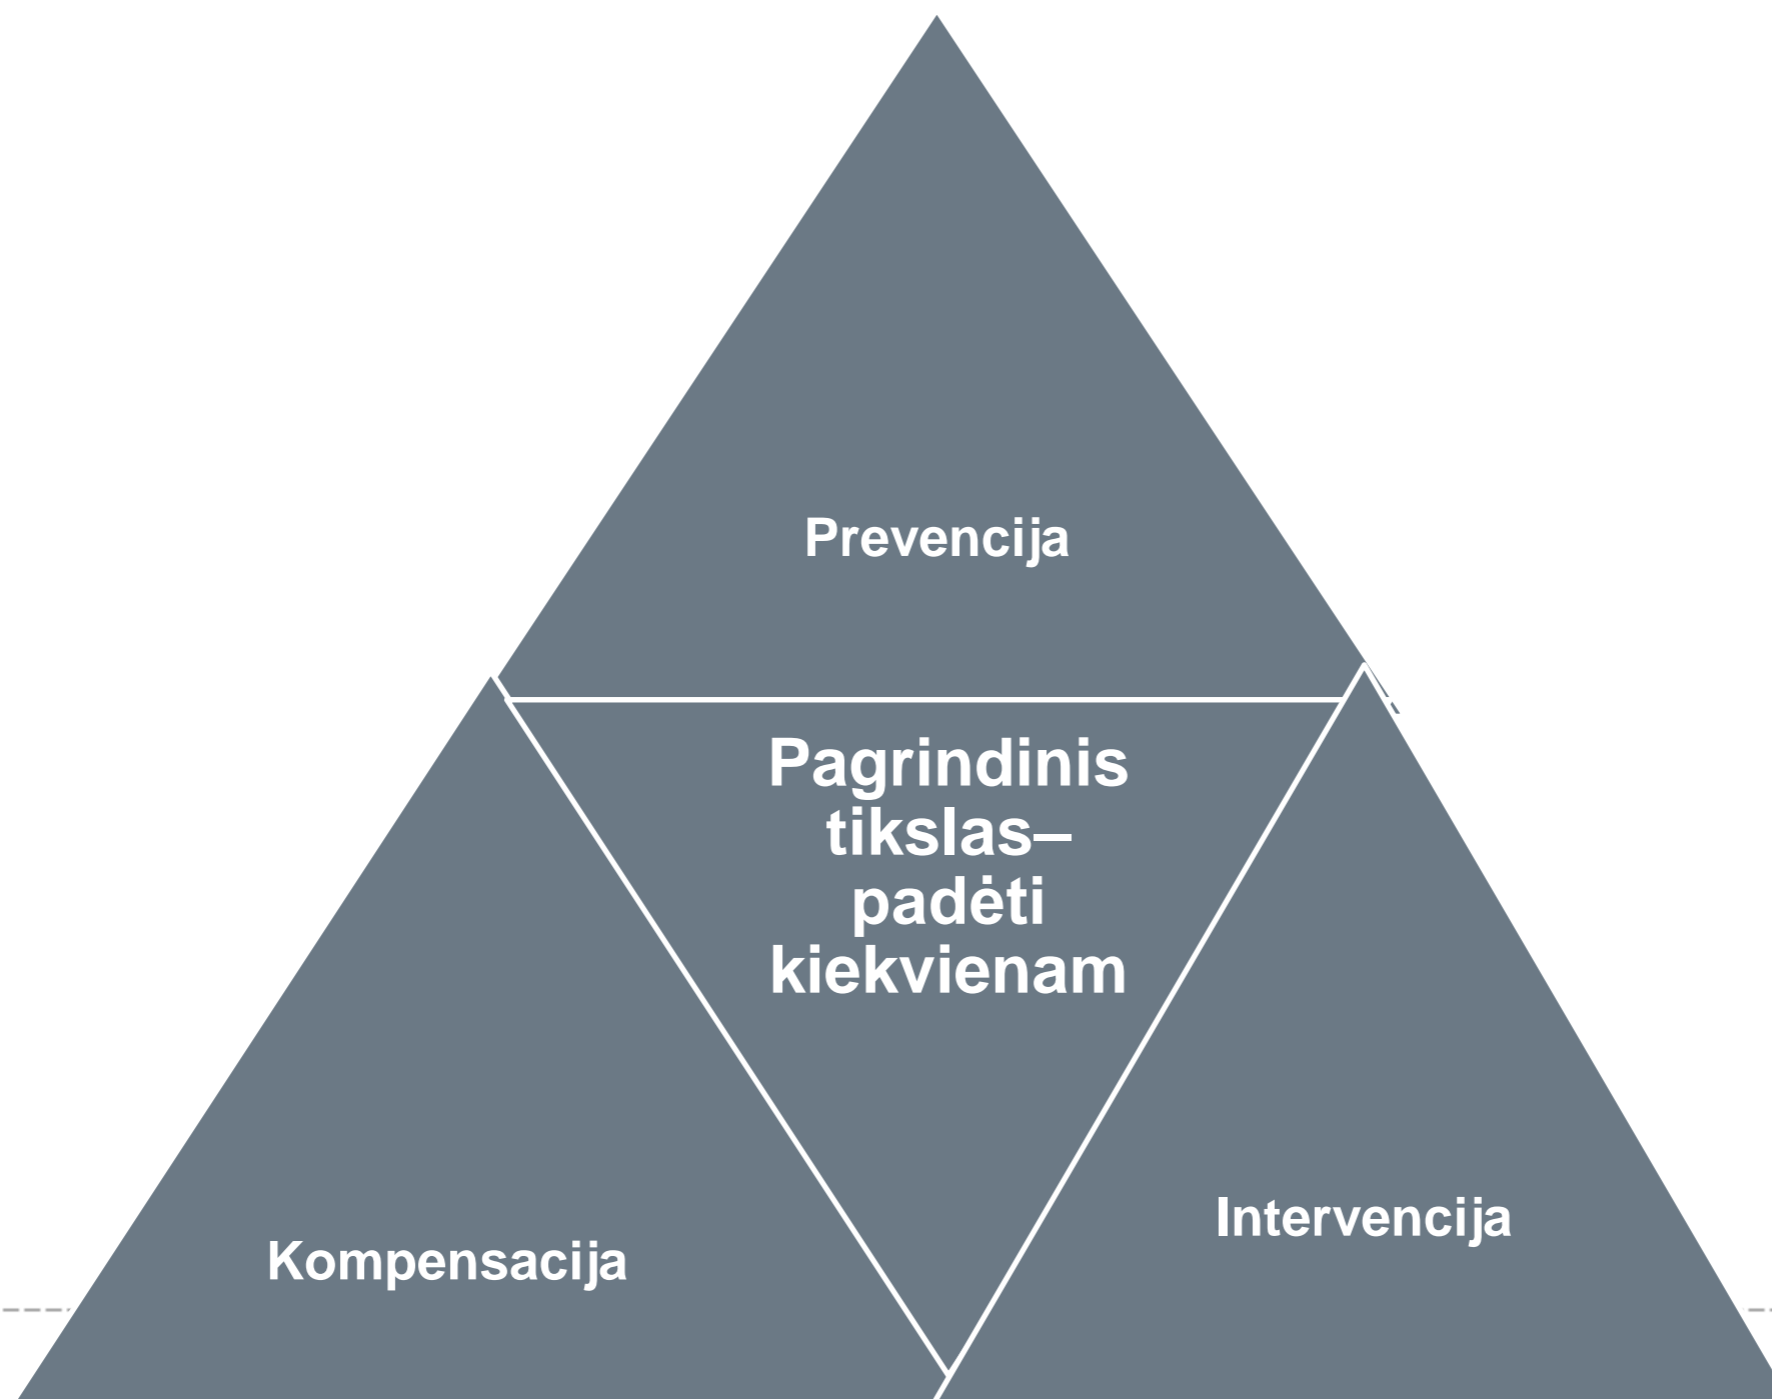 Prevencija
Pagrindinis
tikslas–
padėti
kiekvienam
Intervencija
Kompensacija